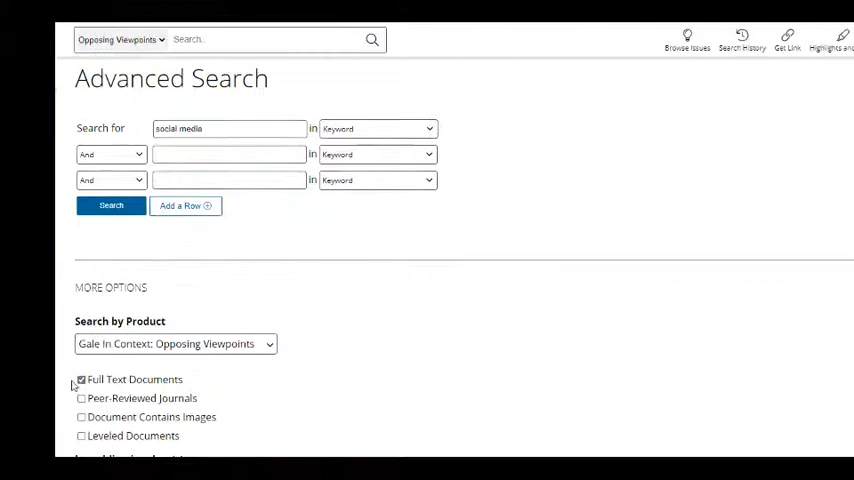 Opposing Viewpoints Search..
Browse Issues Search History Get Link Highlights and
Advanced Search
Search for social media in Keyword
And in Keyword
And in Keyword
Search Add a Row
MORE OPTIONS
Search by Product
Gale In Context: Opposing Viewpoints
Full Text Documents
Peer-Reviewed Journals
Document Contains Images
Leveled Documents